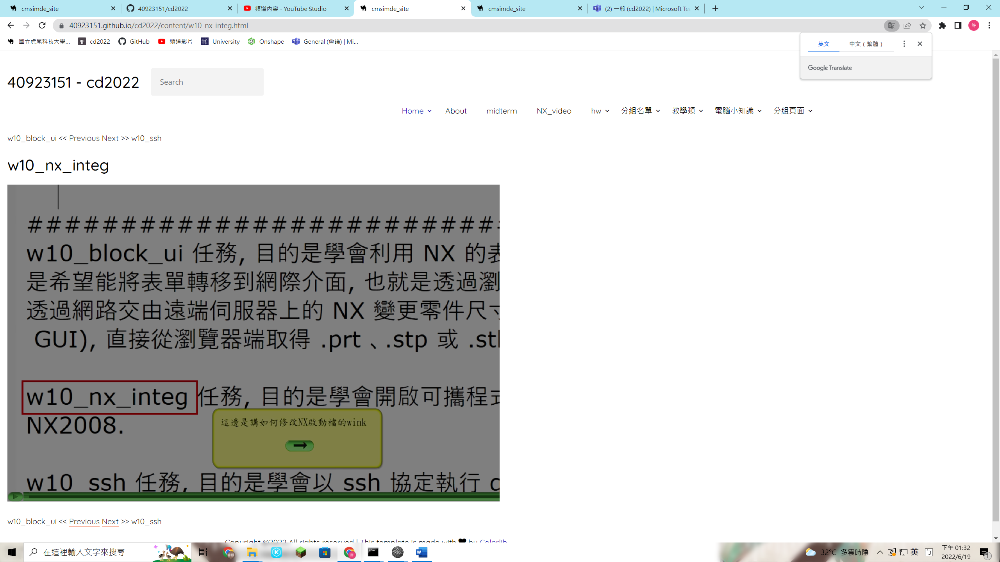 cmsimde_site
40923151/cd2022
頻道內容 - YouTube Studio
cmsimde_site
cmsimde_site
(2) 一般 (cd2022) | Microsoft Te
40923151.github.io/cd2022/content/w10_nx_integ.html
許
國立虎尾科技大學...
cd2022
GitHub
頻道影片
University
Onshape
General (會議) | Mi...
英文
中文（繁體）
Google Translate
40923151 - cd2022
Search
Home
About
midterm
NX_video
hw
分組名單
教學類
電腦小知識
分組頁面
w10_block_ui << Previous Next >> w10_ssh
w10_nx_integ
##########################
w10_block_ui 任務, 目的是學會利用 NX 的表
是希望能將表單轉移到網際介面, 也就是透過瀏
透過網路交由遠端伺服器上的 NX 變更零件尺寸
GUI), 直接從瀏覽器端取得 .prt 、.stp 或 .stl
w10_nx_integ 任務, 目的是學會開啟可攜程式
NX2008.
這邊是講如何修改NX啟動檔的wink
w10_ssh 任務, 目的是學會以 ssh 協定執行 c
w10_block_ui << Previous Next >> w10_ssh
Copyright ©2022 All rights reserved | This template is made with by Colorlib
在這裡輸入文字來搜尋
許
32°C 多雲時陰
英
ㄅ
下午 01:32
2022/6/19
1